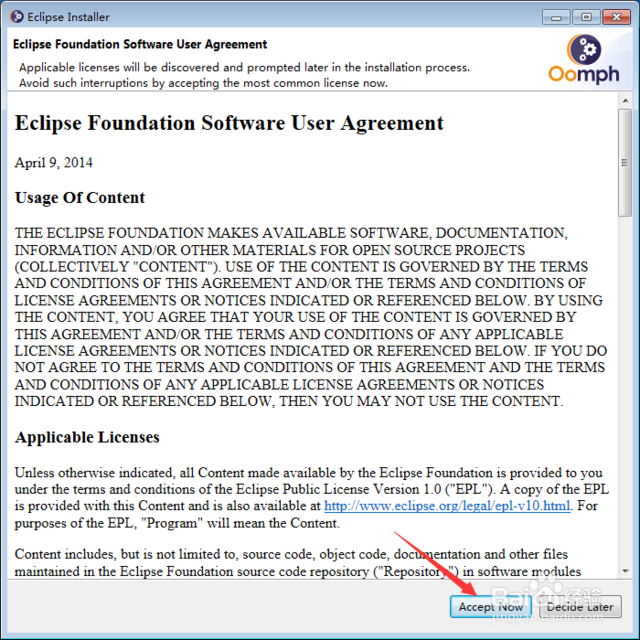 Eclipse Installer
Eclipse Foundation Software User Agreement
Applicable licenses will be discovered and prompted later in the installation process.
Avoid such interruptions by accepting the most common license now.
Oomph
Eclipse Foundation Software User Agreement
April 9, 2014
Usage Of Content
THE ECLIPSE FOUNDATION MAKES AVAILABLE SOFTWARE, DOCUMENTATION,
INFORMATION AND/OR OTHER MATERIALS FOR OPEN SOURCE PROJECTS
(COLLECTIVELY "CONTENT"). USE OF THE CONTENT IS GOVERNED BY THE TERMS
AND CONDITIONS OF THIS AGREEMENT AND/OR THE TERMS AND CONDITIONS OF
LICENSE AGREEMENTS OR NOTICES INDICATED OR REFERENCED BELOW. BY USING
THE CONTENT, YOU AGREE THAT YOUR USE OF THE CONTENT IS GOVERNED BY
THIS AGREEMENT AND/OR THE TERMS AND CONDITIONS OF ANY APPLICABLE
LICENSE AGREEMENTS OR NOTICES INDICATED OR REFERENCED BELOW. IF YOU DO
NOT AGREE TO THE TERMS AND CONDITIONS OF THIS AGREEMENT AND THE TERMS
AND CONDITIONS OF ANY APPLICABLE LICENSE AGREEMENTS OR NOTICES
INDICATED OR REFERENCED BELOW, THEN YOU MAY NOT USE THE CONTENT.
Applicable Licenses
Unless otherwise indicated, all Content made available by the Eclipse Foundation is provided to you
under the terms and conditions of the Eclipse Public License Version 1.0 ("EPL"). A copy of the EPL
is provided with this Content and is also available at http://www.eclipse.org/legal/epl-v10.html. For
purposes of the EPL, "Program" will mean the Content.
Content includes, but is not limited to, source code, object code, documentation and other files
maintained in the Eclipse Foundation source code repository ("Repository") in software modules
Accept Now
Decide Later
Baidu 经验
jingyan.baidu.com